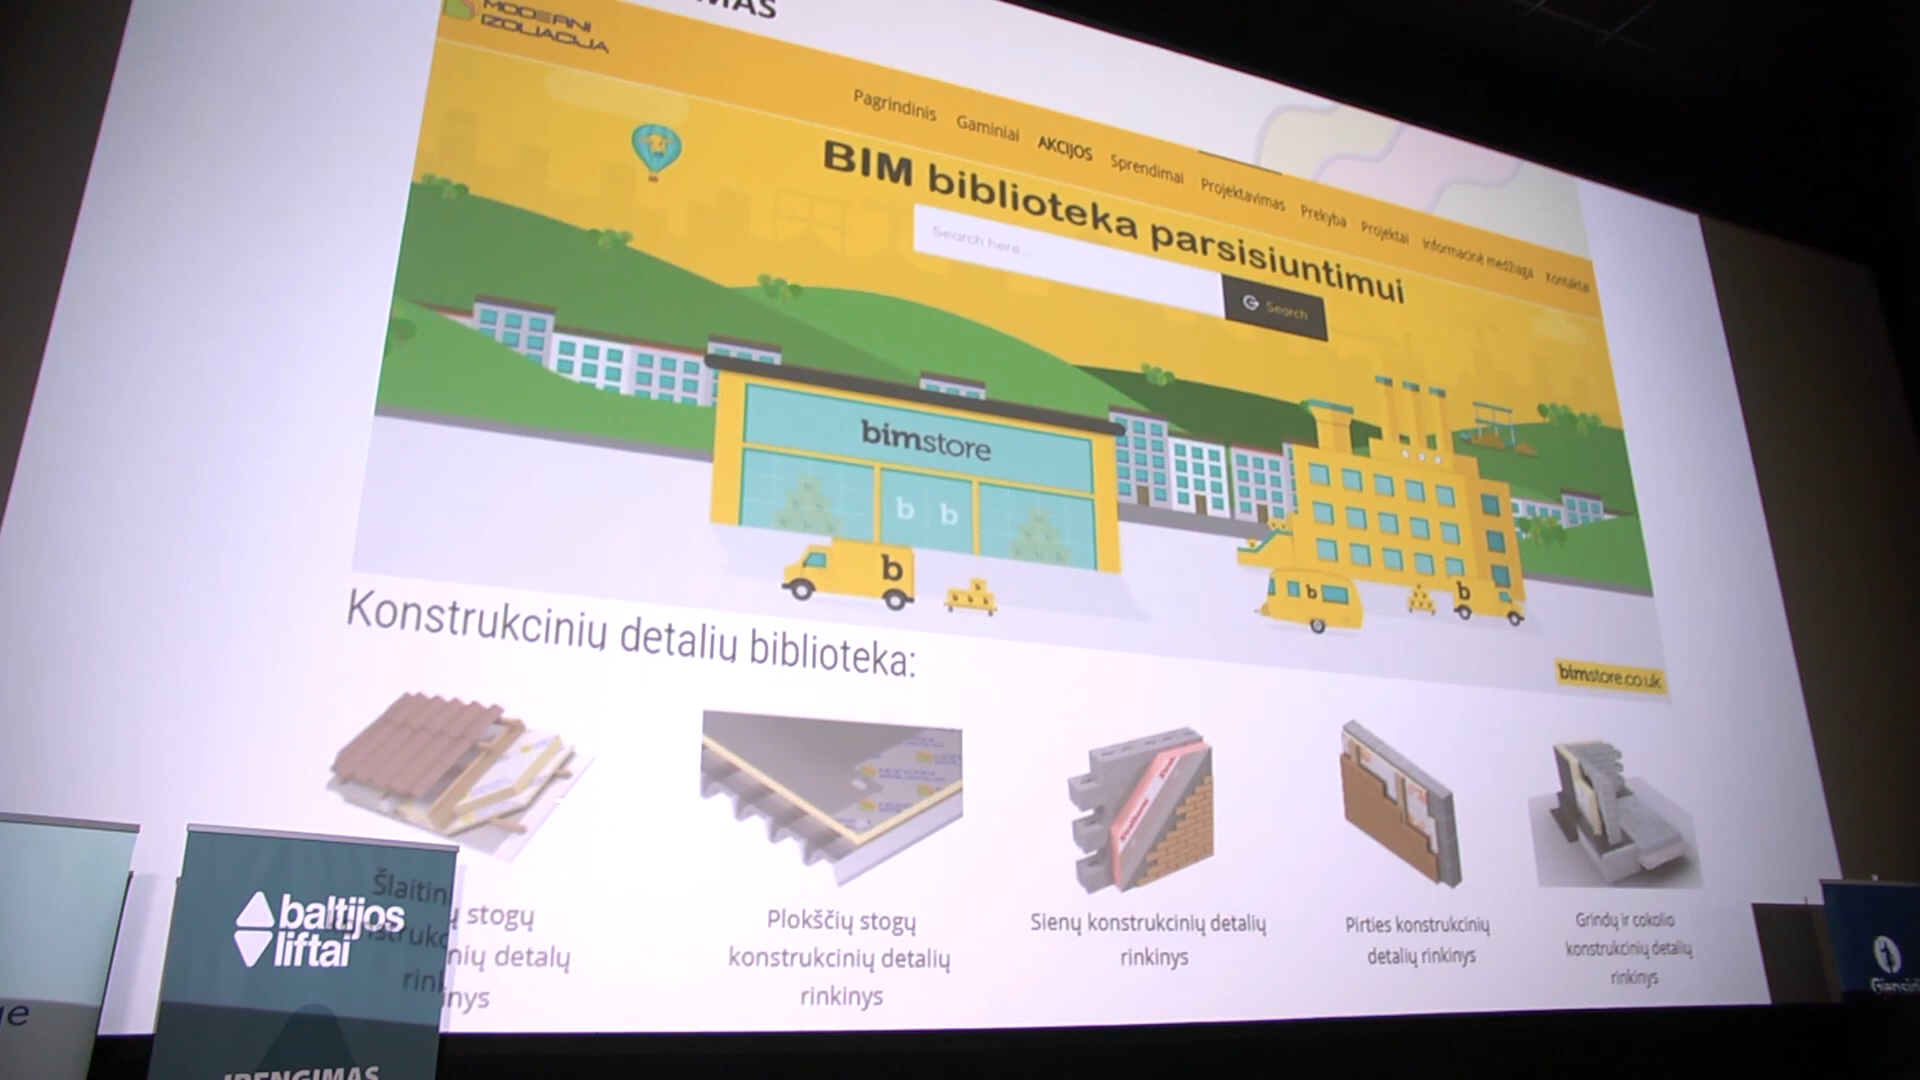 MODERNI
IZOLIACIJA
Pagrindinis Gaminiai AKCIJOS Sprendimai Projektavimas Prekyba Projektai Informacinė medžiaga Kontaktai
BIM biblioteka parsisiuntimui
Search here...
Search
bimstore
b b
b
b
b
bimstore.co.uk
Konstrukcinių detalių biblioteka:
Šlaitinių stogų
konstrukcinių detalų
rinkinys
Plokščių stogų
konstrukcinių detalių
rinkinys
Sienų konstrukcinių detalių
rinkinys
Pirties konstrukcinių
detalių rinkinys
Grindų ir cokolio
konstrukcinių detalių
rinkinys
baltijos
liftai
ĮRENGIMAS